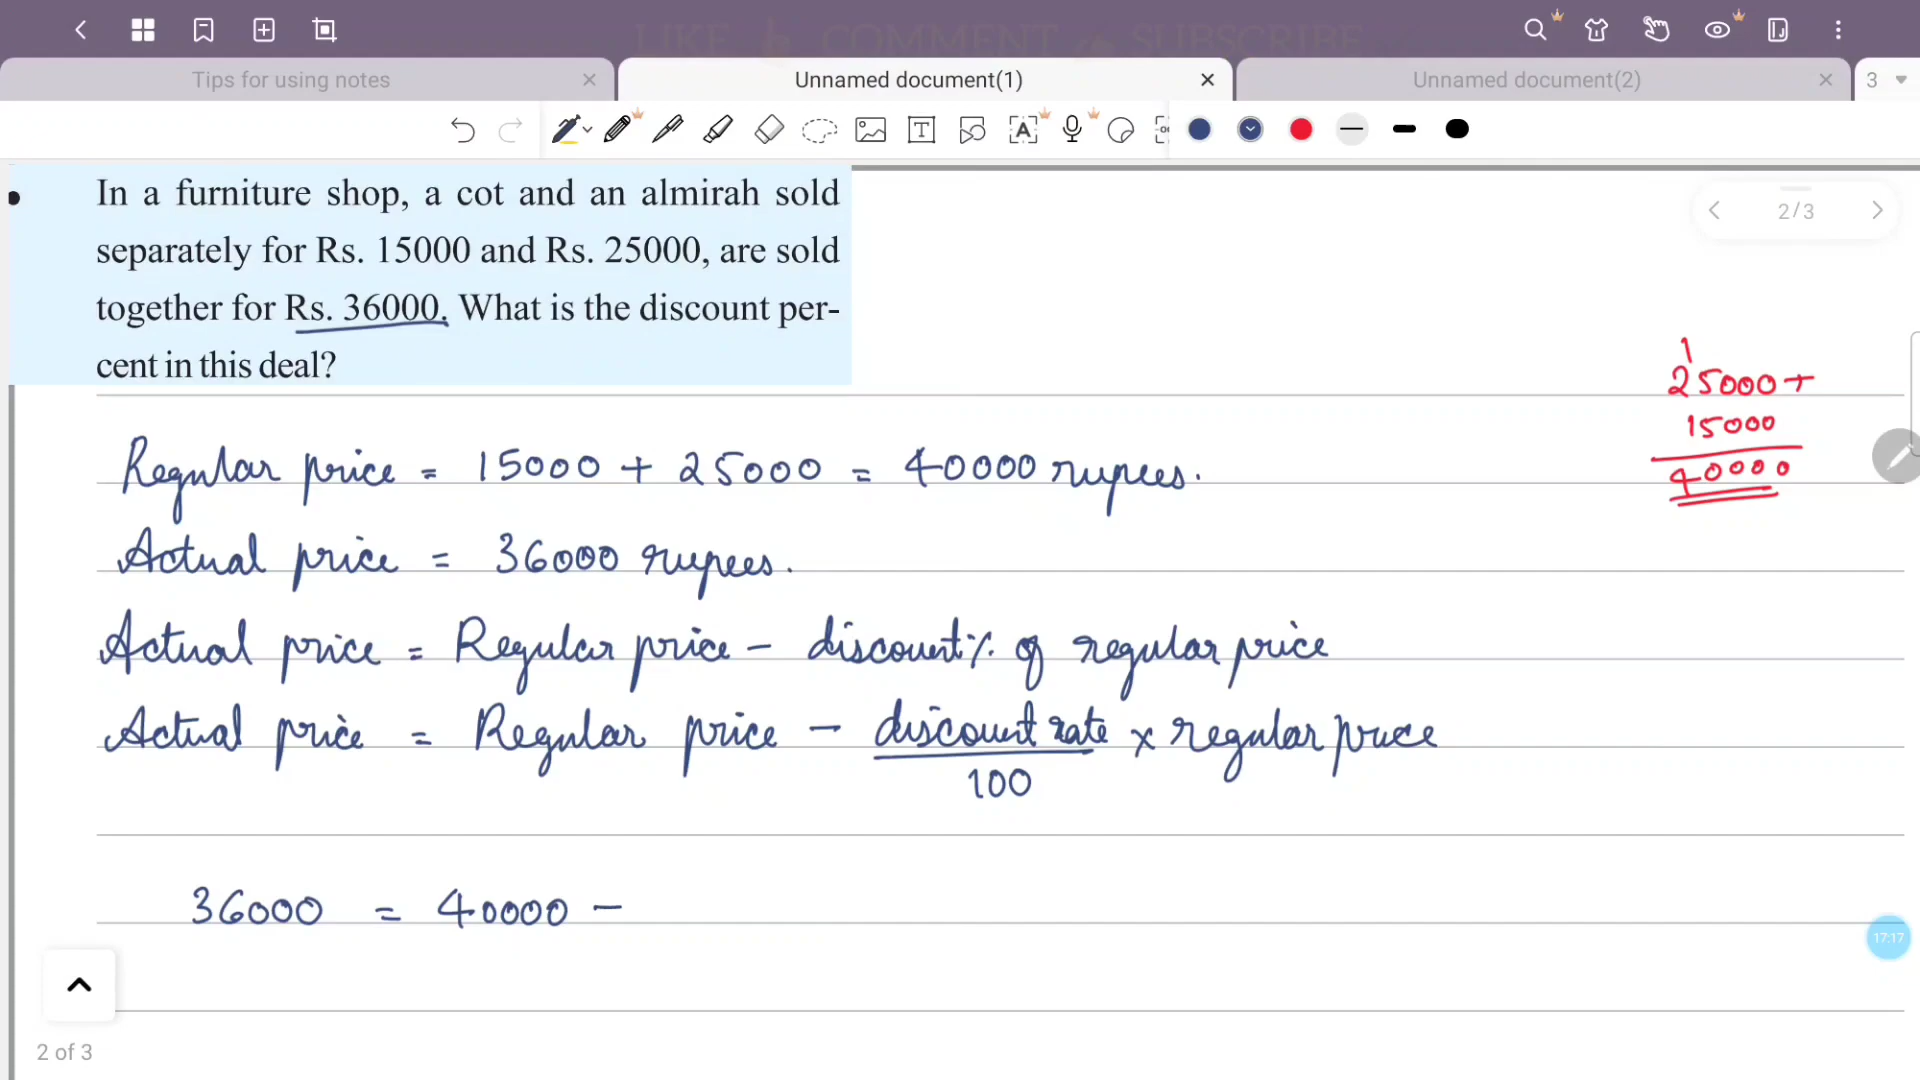 LIKE COMMENT SUBSCRIBE
Tips for using notes
Unnamed document(1)
Unnamed document(2)
3
In a furniture shop, a cot and an almirah sold
separately for Rs. 15000 and Rs. 25000, are sold
together for Rs. 36000. What is the discount per-
cent in this deal?
2/3
1
25000+
15000
40000
Regular price = 15000 + 25000 = 40000 rupees.
Actual price = 36000 rupees.
Actual price = Regular price - discount% of regular price
Actual price = Regular price - discount rate x regular price
100
36000 = 40000 -
17:17
2 of 3